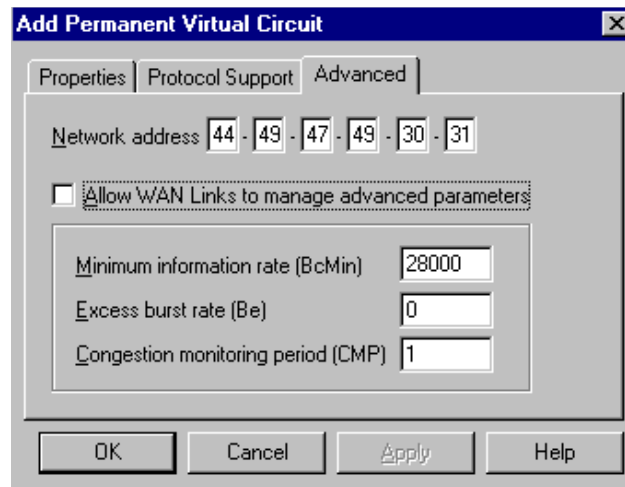 Add Permanent Virtual Circuit
Properties Protocol Support Advanced
Network address 44 - 49 - 47 - 49 - 30 - 31
Allow WAN Links to manage advanced parameters
Minimum information rate (BcMin) 28000
Excess burst rate (Be) 0
Congestion monitoring period (CMP) 1
OK Cancel Apply Help